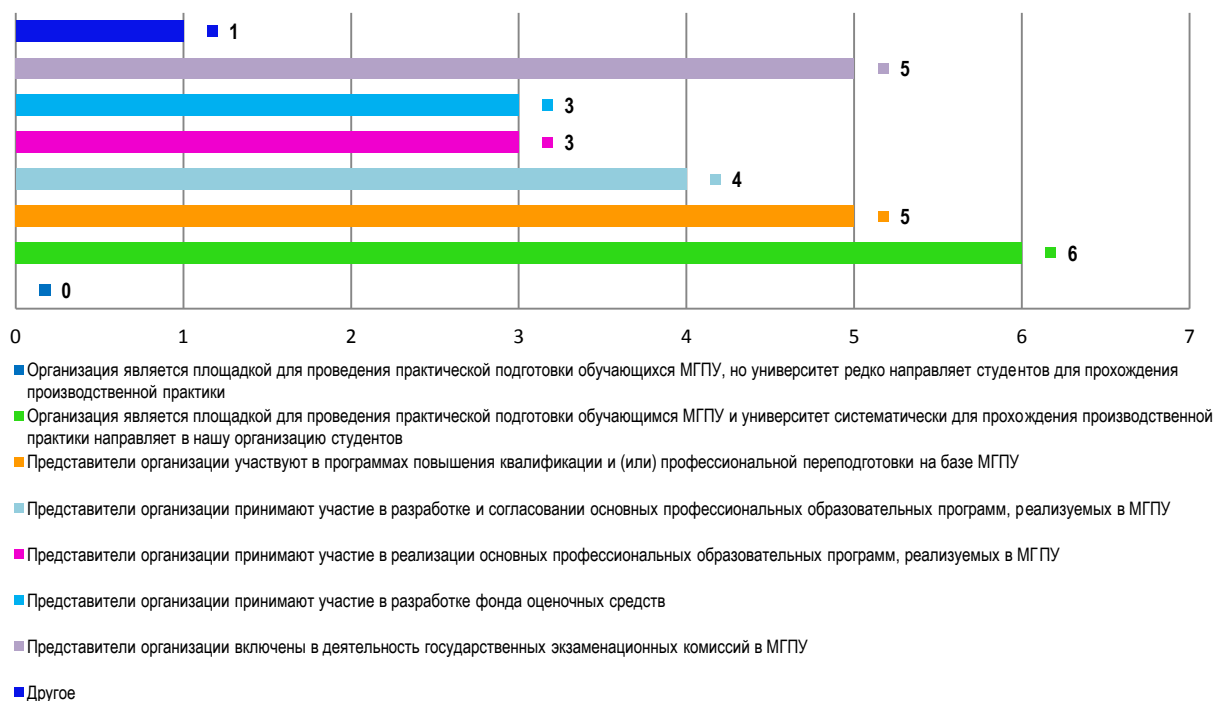 1
5
3
3
4
5
6
0
0 1 2 3 4 5 6 7
Организация является площадкой для проведения практической подготовки обучающихся МГПУ, но университет редко направляет студентов для прохождения
производственной практики
Организация является площадкой для проведения практической подготовки обучающимся МГПУ и университет систематически для прохождения производственной
практики направляет в нашу организацию студентов
Представители организации участвуют в программах повышения квалификации и (или) профессиональной переподготовки на базе МГПУ
Представители организации принимают участие в разработке и согласовании основных профессиональных образовательных программ, реализуемых в МГПУ
Представители организации принимают участие в реализации основных профессиональных образовательных программ, реализуемых в МГПУ
Представители организации принимают участие в разработке фонда оценочных средств
Представители организации включены в деятельность государственных экзаменационных комиссий в МГПУ
Другое